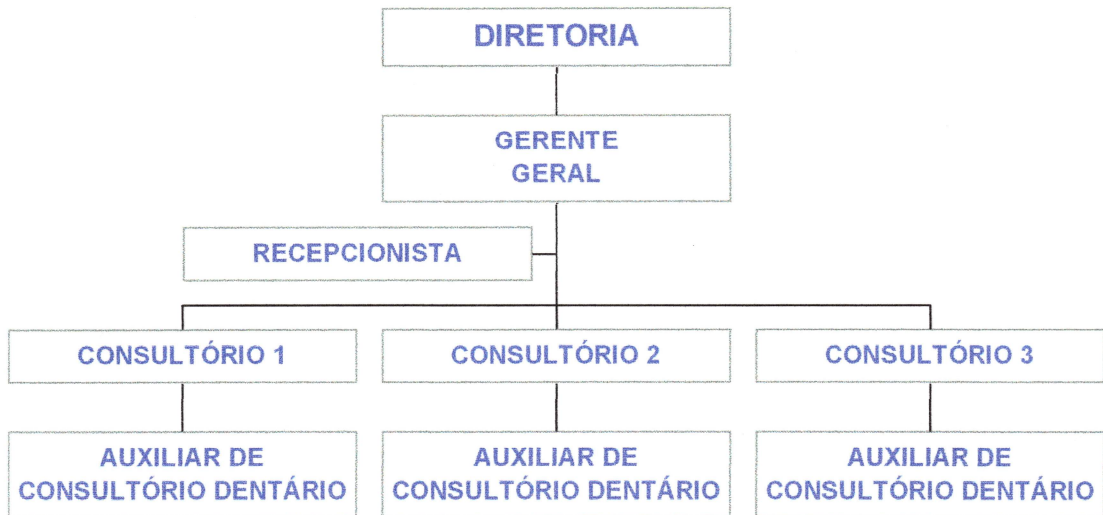 DIRETORIA
GERENTE
GERAL
RECEPCIONISTA
CONSULTÓRIO 1
CONSULTÓRIO 2
CONSULTÓRIO 3
AUXILIAR DE
CONSULTÓRIO DENTÁRIO
AUXILIAR DE
CONSULTÓRIO DENTÁRIO
AUXILIAR DE
CONSULTÓRIO DENTÁRIO